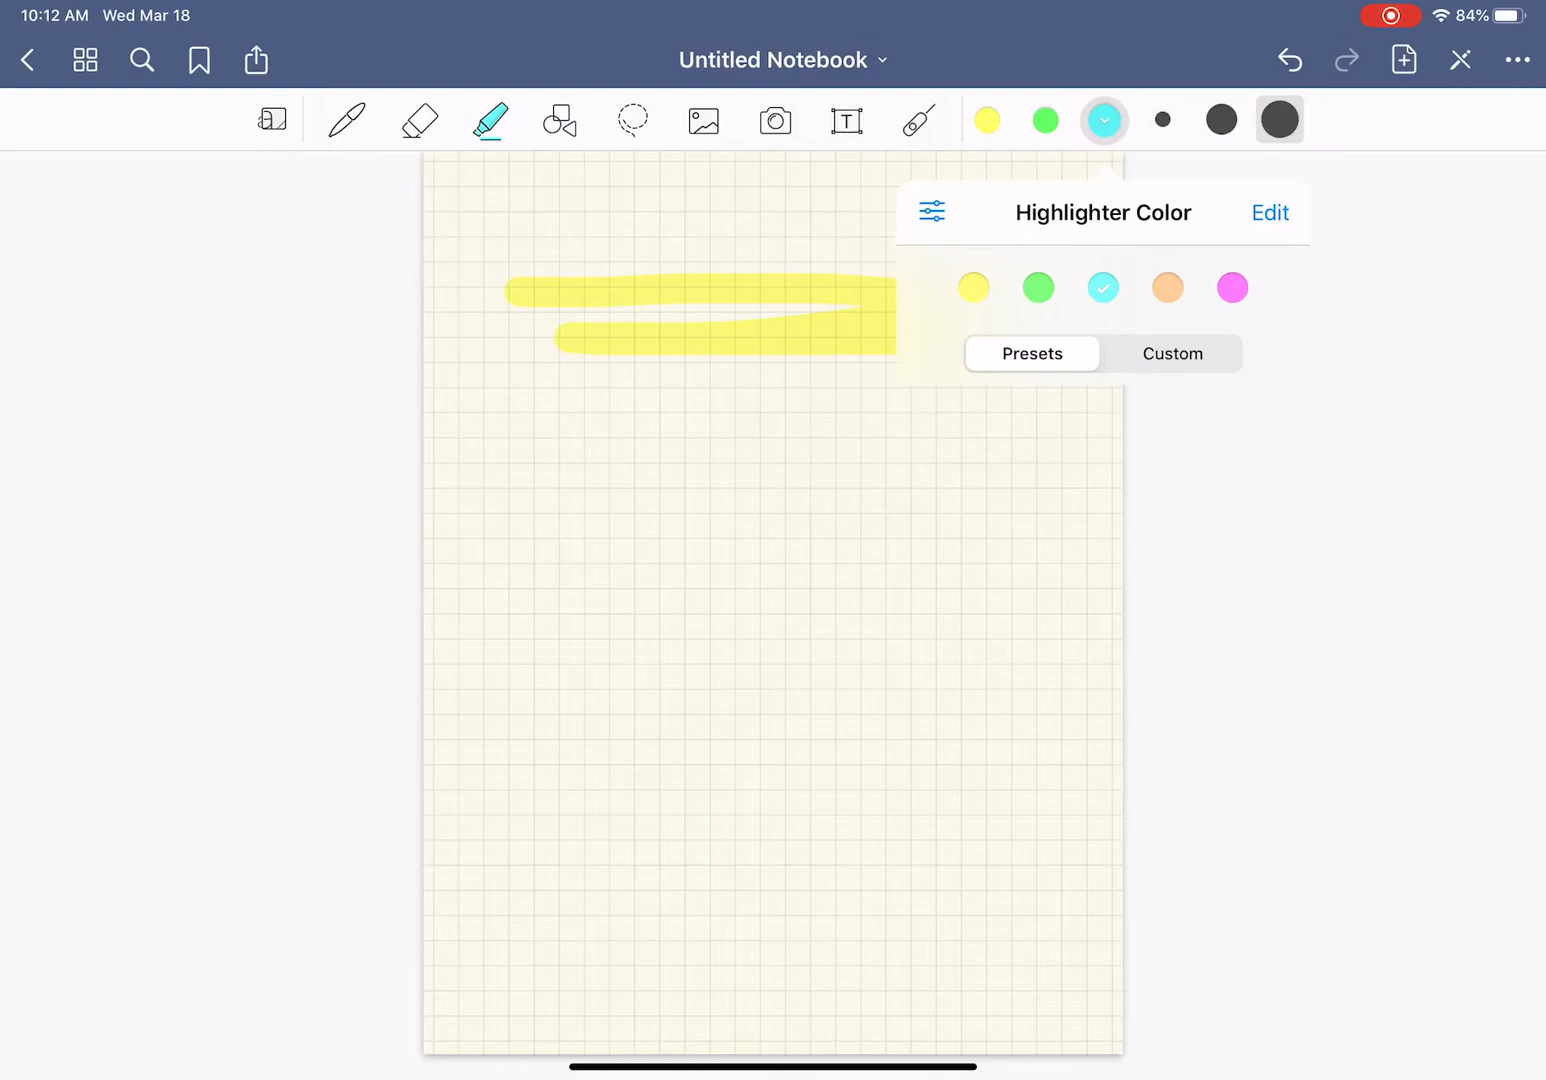 10:12 AM Wed Mar 18
84%
Untitled Notebook
T
Highlighter Color
Edit
Presets
Custom